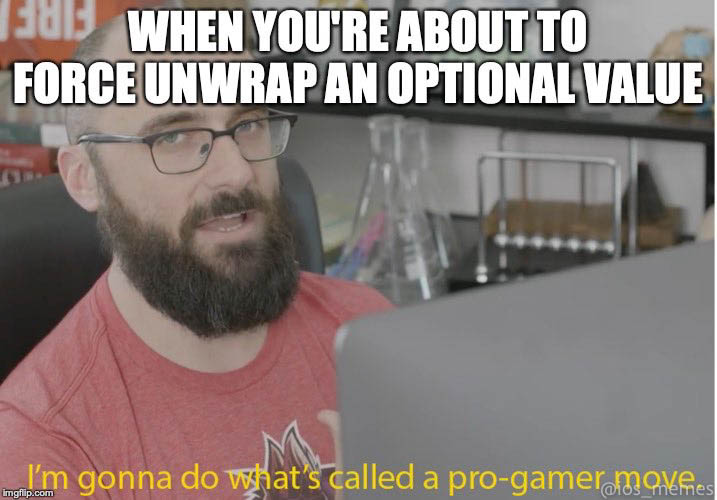 WHEN YOU'RE ABOUT TO
FORCE UNWRAP AN OPTIONAL VALUE
I'm gonna do what's called a pro-gamer move
@ios_memes
imgflip.com